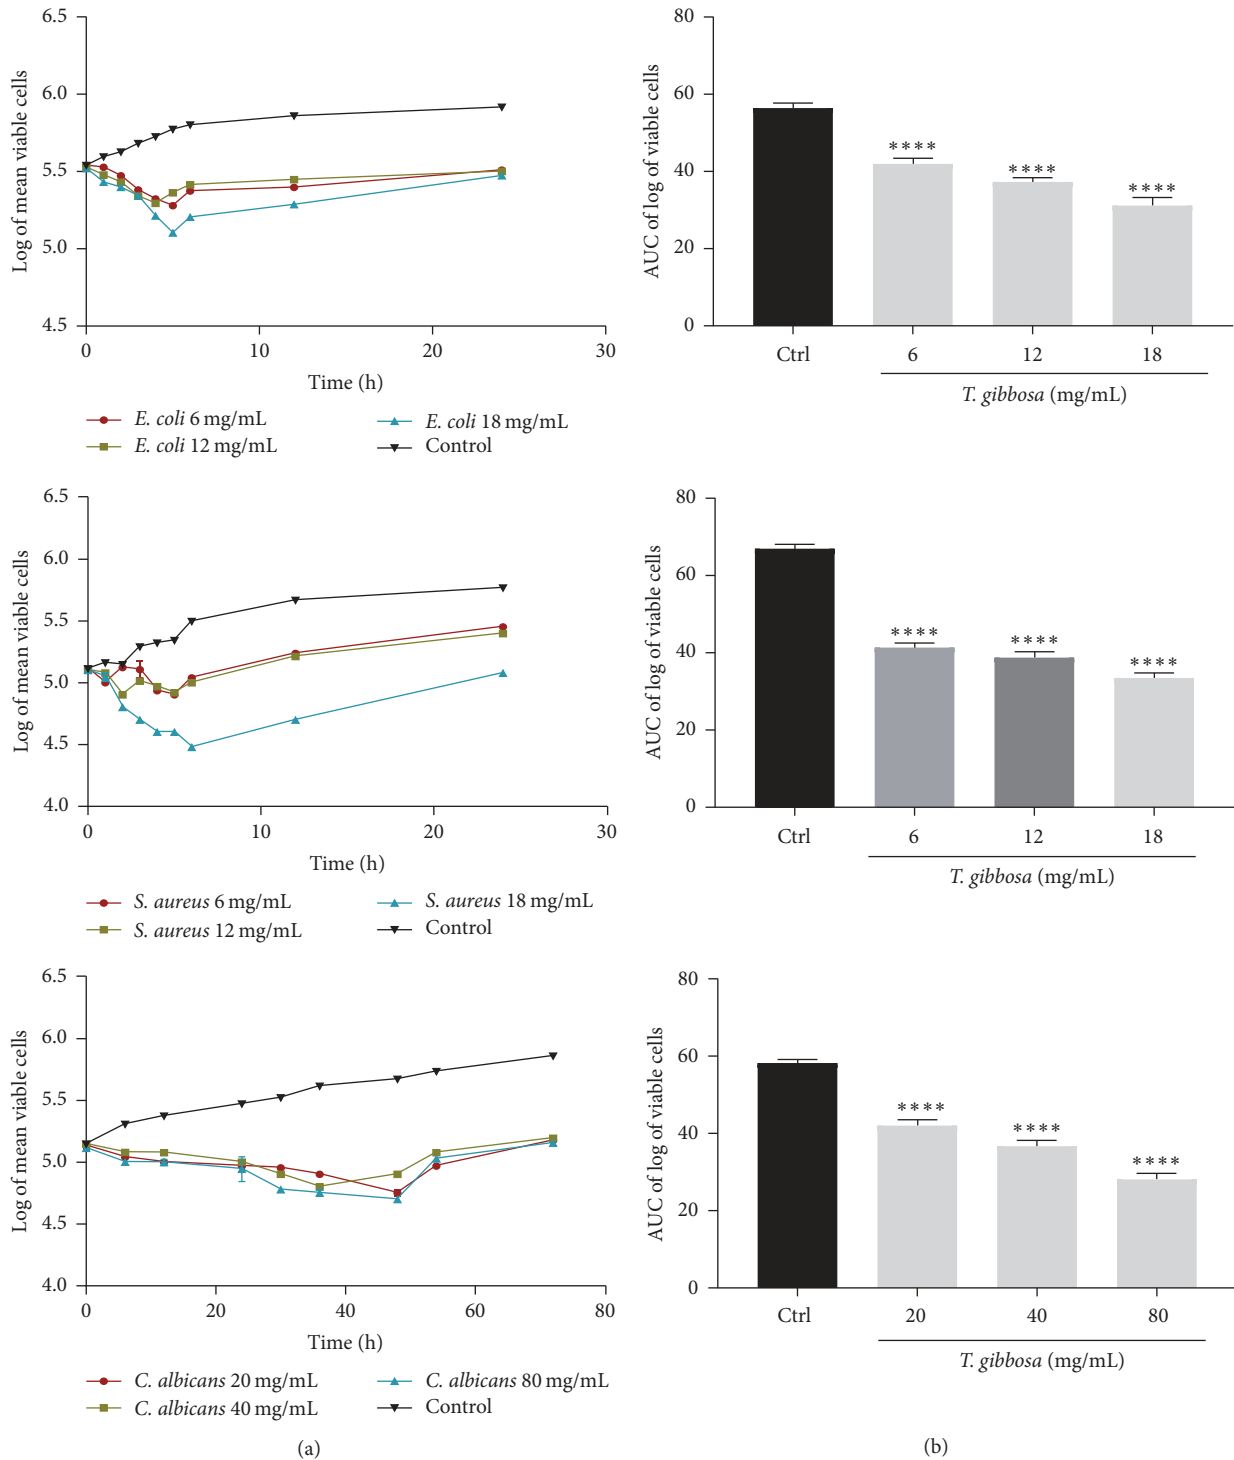 6.5
6.0
5.5
5.0
4.5
Log of mean viable cells
0 10 20 30
Time (h)
E. coli 6 mg/mL
E. coli 12 mg/mL
E. coli 18 mg/mL
Control
80
60
40
20
0
AUC of log of viable cells
****
****
****
Ctrl 6 12 18
T. gibbosa (mg/mL)
6.5
6.0
5.5
5.0
4.5
4.0
Log of mean viable cells
0 10 20 30
Time (h)
S. aureus 6 mg/mL
S. aureus 12 mg/mL
S. aureus 18 mg/mL
Control
80
60
40
20
0
AUC of log of viable cells
****
****
****
Ctrl 6 12 18
T. gibbosa (mg/mL)
6.5
6.0
5.5
5.0
4.5
4.0
Log of mean viable cells
0 20 40 60 80
Time (h)
C. albicans 20 mg/mL
C. albicans 40 mg/mL
C. albicans 80 mg/mL
Control
(a)
80
60
40
20
0
AUC of log of viable cells
****
****
****
Ctrl 20 40 80
T. gibbosa (mg/mL)
(b)